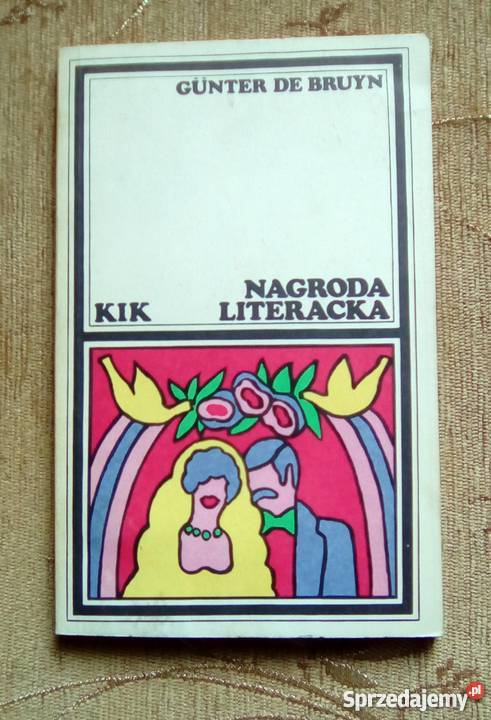 GÜNTER DE BRUYN
NAGRODA
KIK LITERACKA
Sprzedajemy.pl